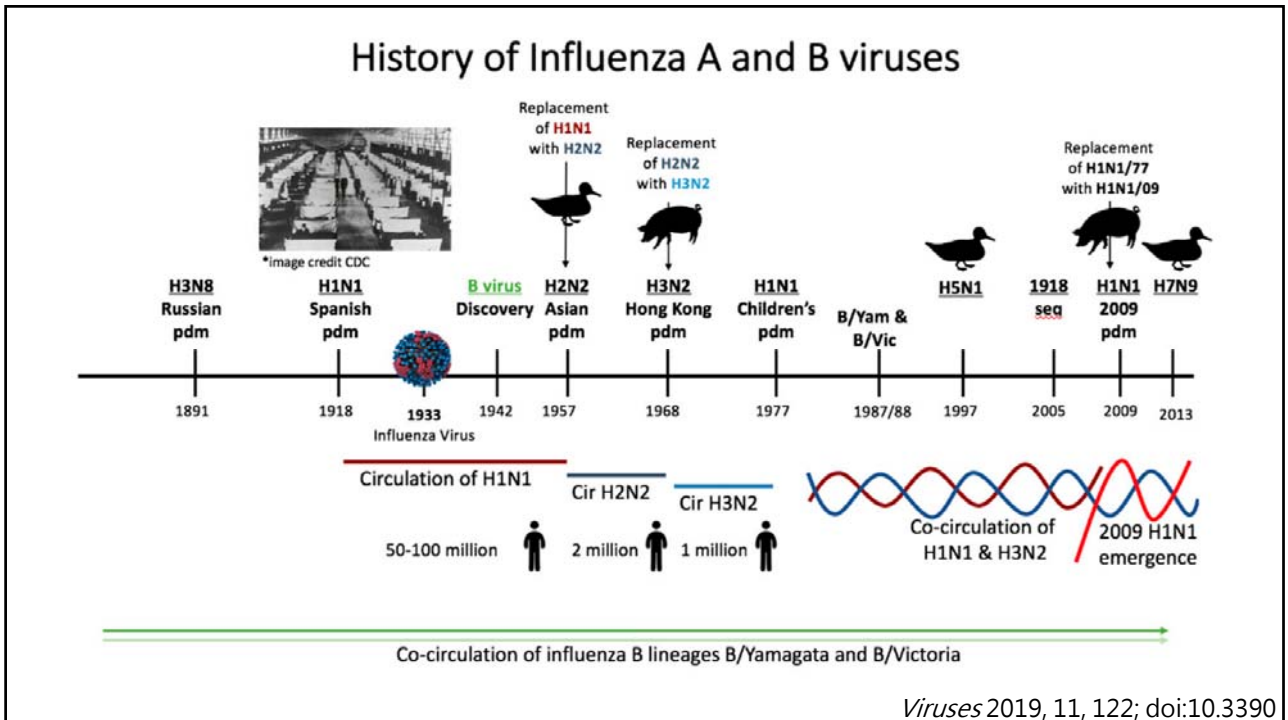 History of Influenza A and B viruses
Replacement
of H1N1
with H2N2
Replacement
of H2N2
with H3N2
Replacement
of H1N1/77
with H1N1/09
*image credit CDC
H3N8
Russian
pdm
H1N1
Spanish
pdm
B virus
Discovery
H2N2
Asian
pdm
H3N2
Hong Kong
pdm
H1N1
Children's
pdm
B/Yam &
B/Vic
H5N1
1918
seq
H1N1
2009
pdm
H7N9
1891
1918
1933
Influenza Virus
1942
1957
1968
1977
1987/88
1997
2005
2009
2013
Circulation of H1N1
Cir H2N2
Cir H3N2
50-100 million
2 million
1 million
Co-circulation of
H1N1 & H3N2
2009 H1N1
emergence
Co-circulation of influenza B lineages B/Yamagata and B/Victoria
Viruses 2019, 11, 122; doi:10.3390